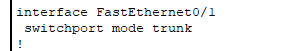 interface FastEthernet0/1
 switchport mode trunk
!